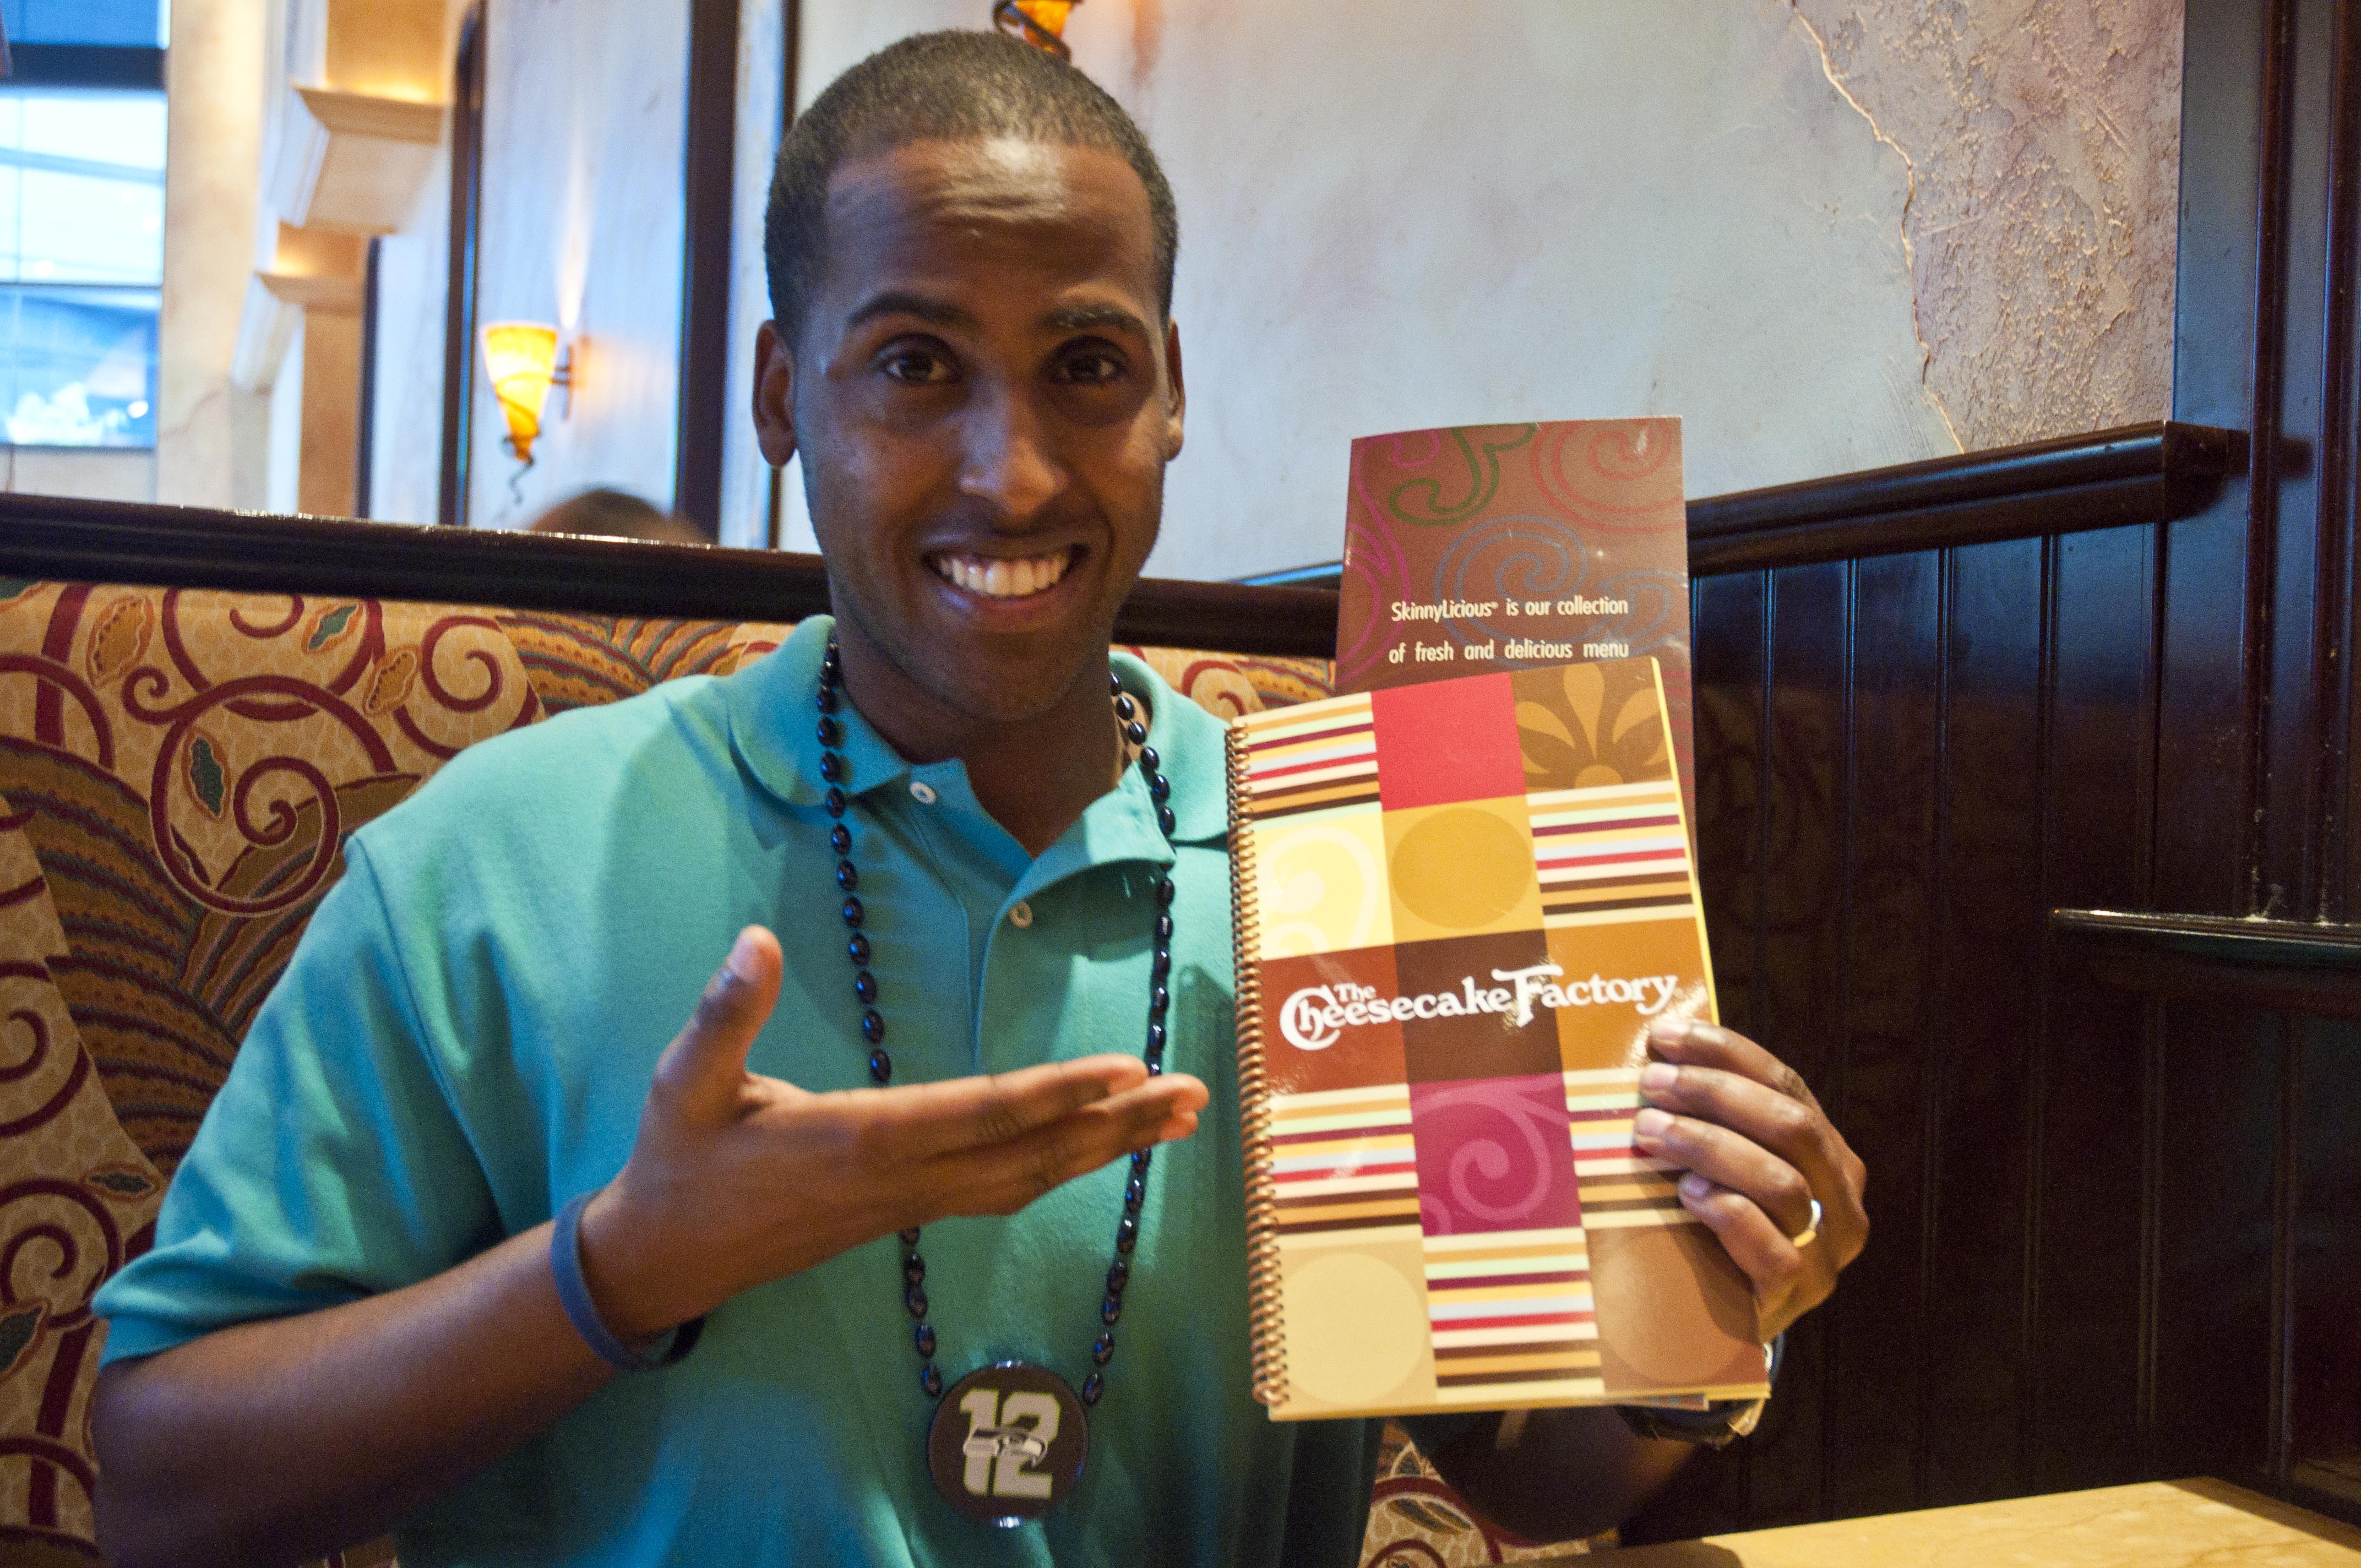 SkinnyLicious® is our collection
of fresh and delicious menu
The Cheesecake Factory
12